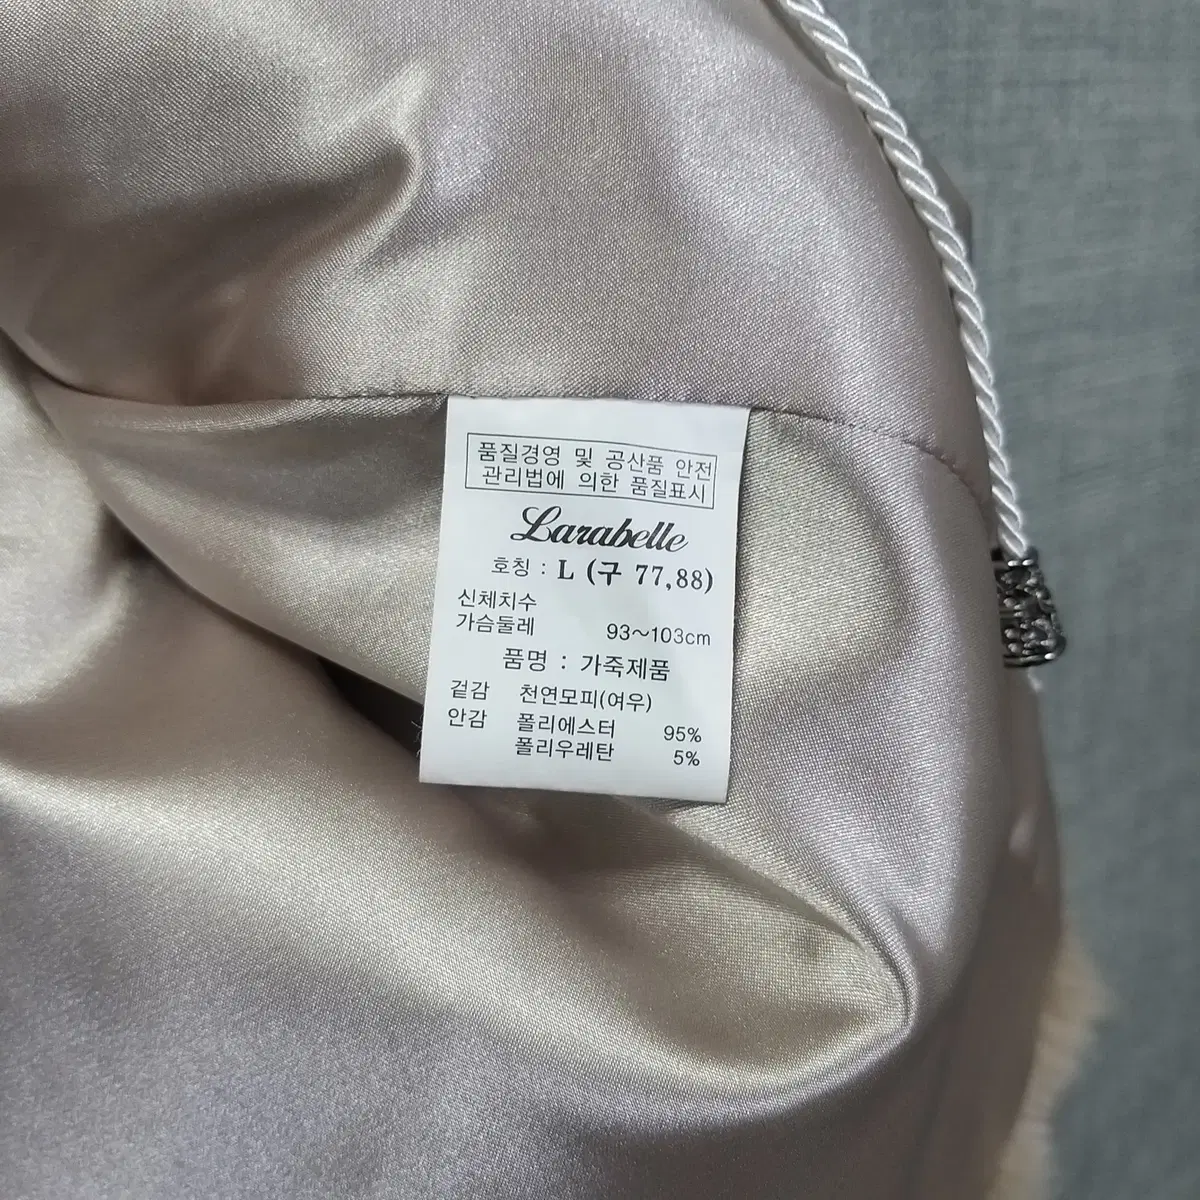 품질경영 및 공산품 안전
관리법에 의한 품질표시
Larabelle
호칭 : L (구 77,88)
신체치수
가슴둘레 93~103cm
품명 : 가죽제품
겉감 천연모피(여우)
안감 폴리에스터 95%
폴리우레탄 5%